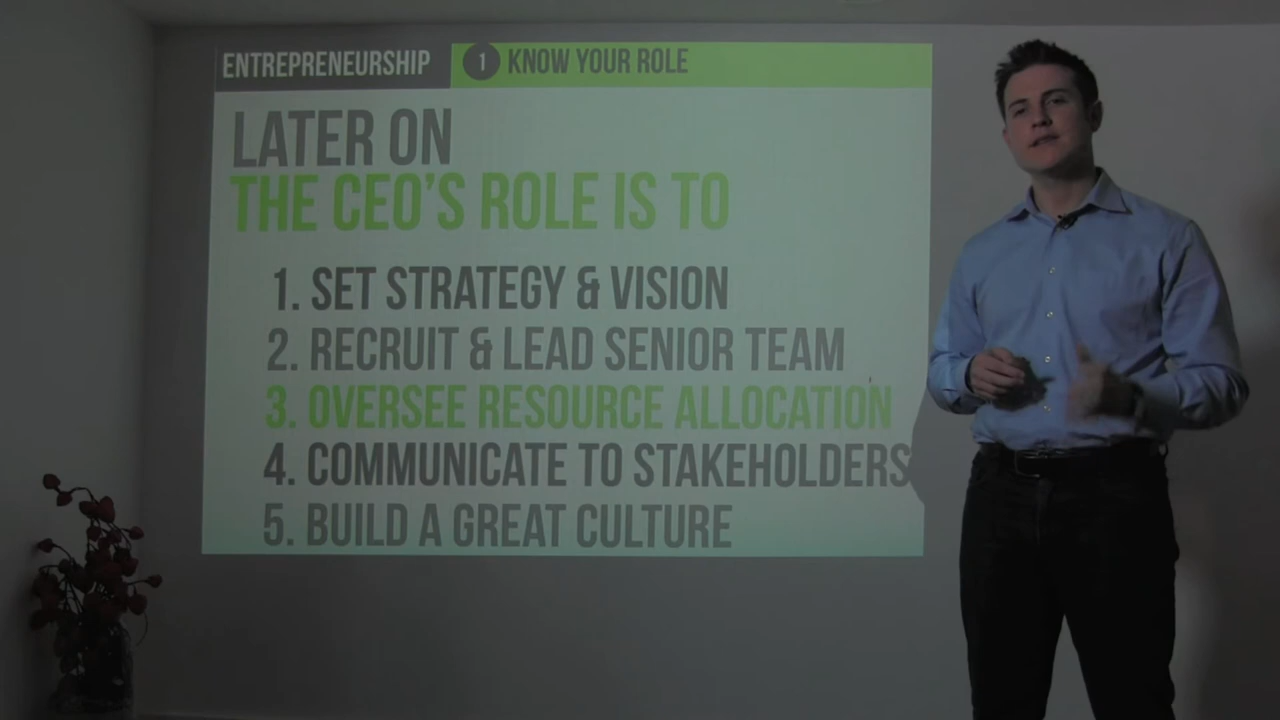 ENTREPRENEURSHIP
1 KNOW YOUR ROLE
LATER ON
THE CEO'S ROLE IS TO
1. SET STRATEGY & VISION
2. RECRUIT & LEAD SENIOR TEAM
3. OVERSEE RESOURCE ALLOCATION
4. COMMUNICATE TO STAKEHOLDERS
5. BUILD A GREAT CULTURE